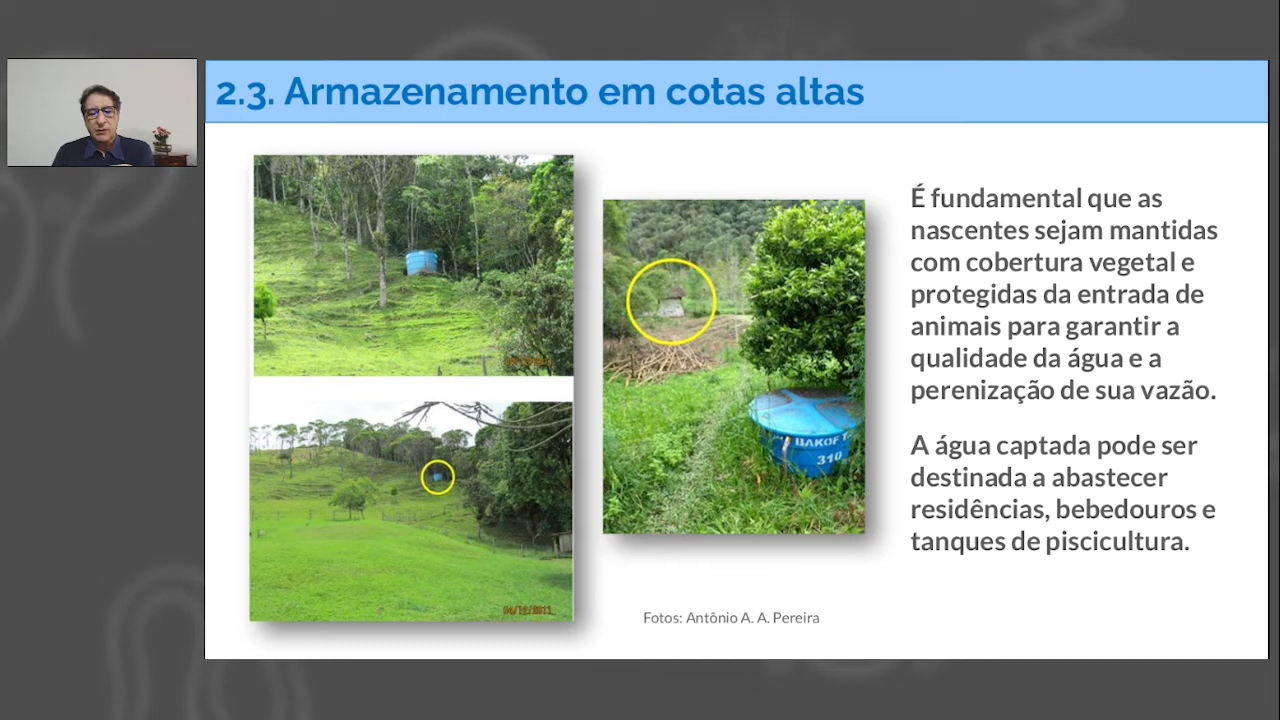 2.3. Armazenamento em cotas altas
É fundamental que as
nascentes sejam mantidas
com cobertura vegetal e
protegidas da entrada de
animais para garantir a
qualidade da água e a
perenização de sua vazão.
A água captada pode ser
destinada a abastecer
residências, bebedouros e
tanques de piscicultura.
310
Fotos: Antônio A. A. Pereira